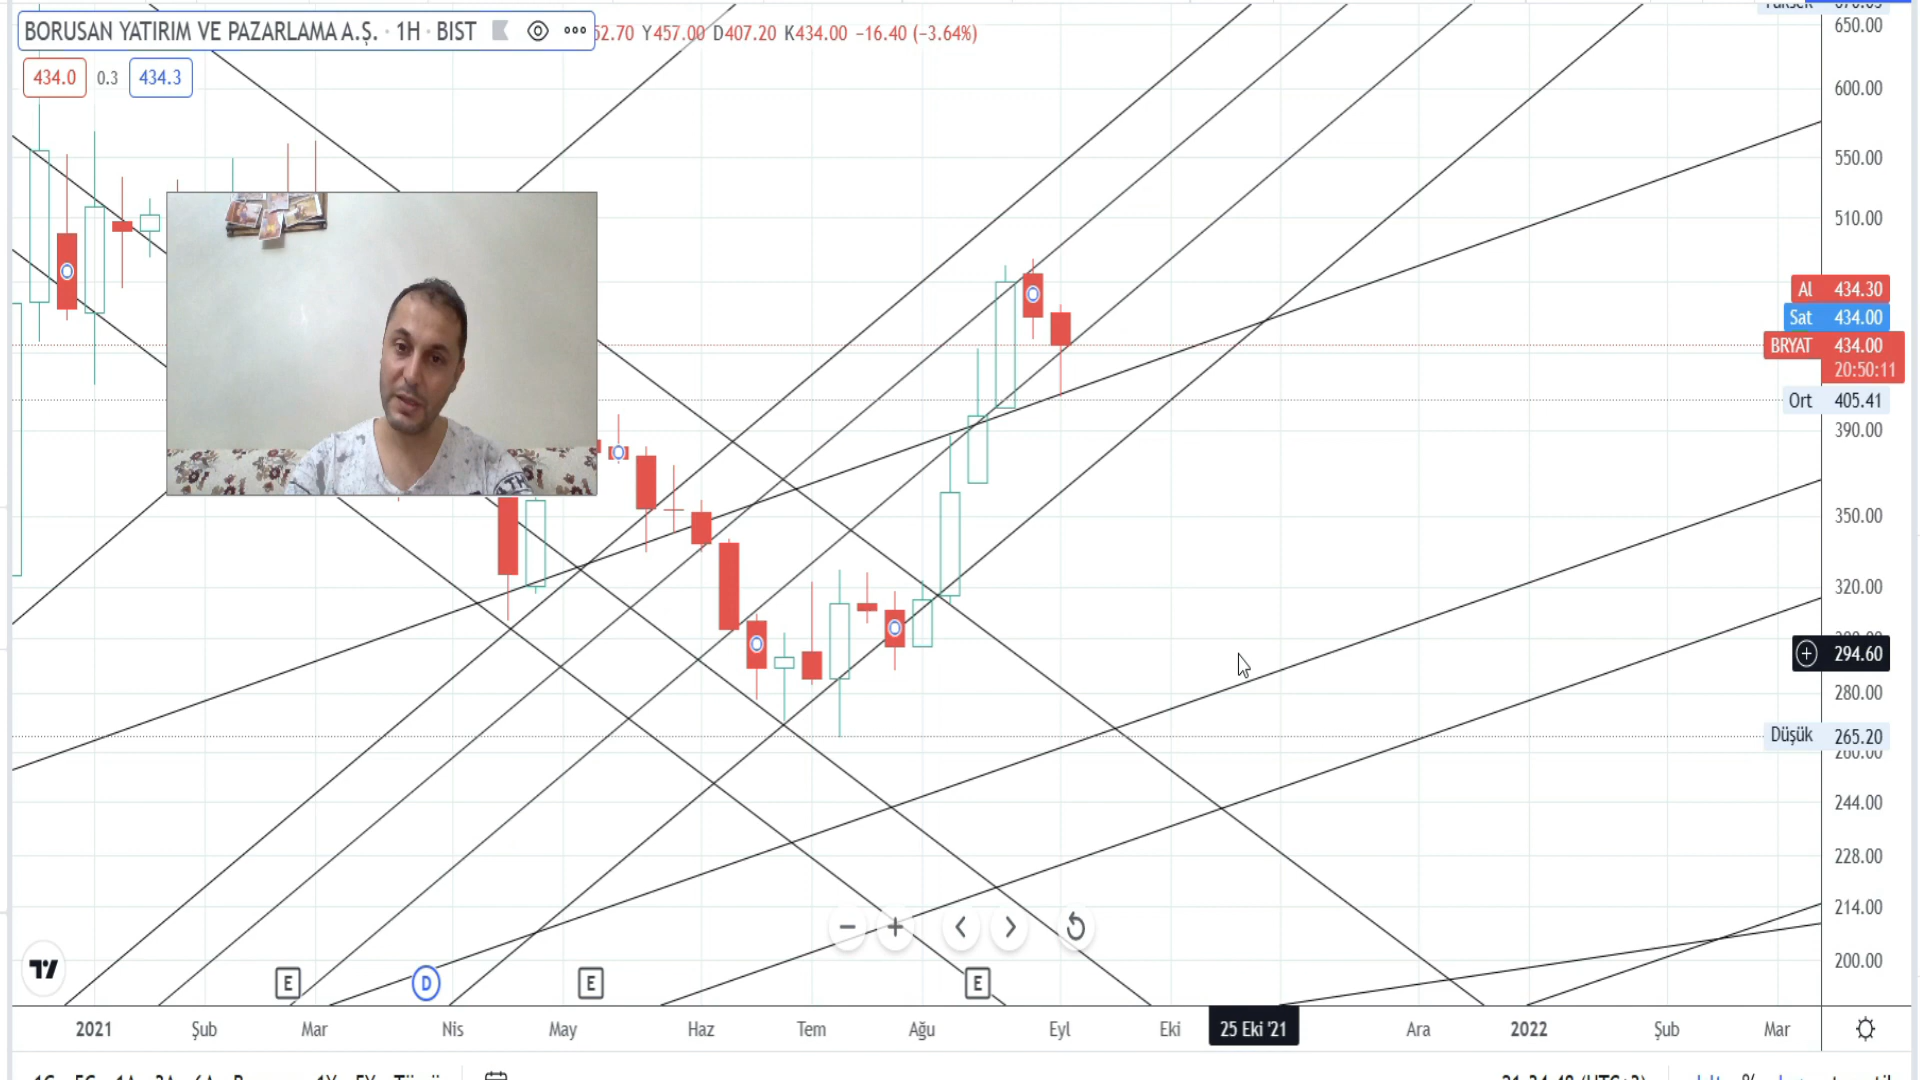 BORUSAN YATIRIM VE PAZARLAMA A.Ş. · 1H · BIST
52.70 Y457.00 D407.20 K434.00 −16.40 (−3.64%)
434.0 0.3 434.3
650.00
600.00
550.00
510.00
Al 434.30
Sat 434.00
BRYAT 434.00
20:50:11
Ort 405.41
390.00
350.00
320.00
294.60
280.00
Düşük 265.20
260.00
244.00
228.00
214.00
200.00
E D E E
2021 Şub Mar Nis May Haz Tem Ağu Eyl Eki 25 Eki '21 Ara 2022 Şub Mar